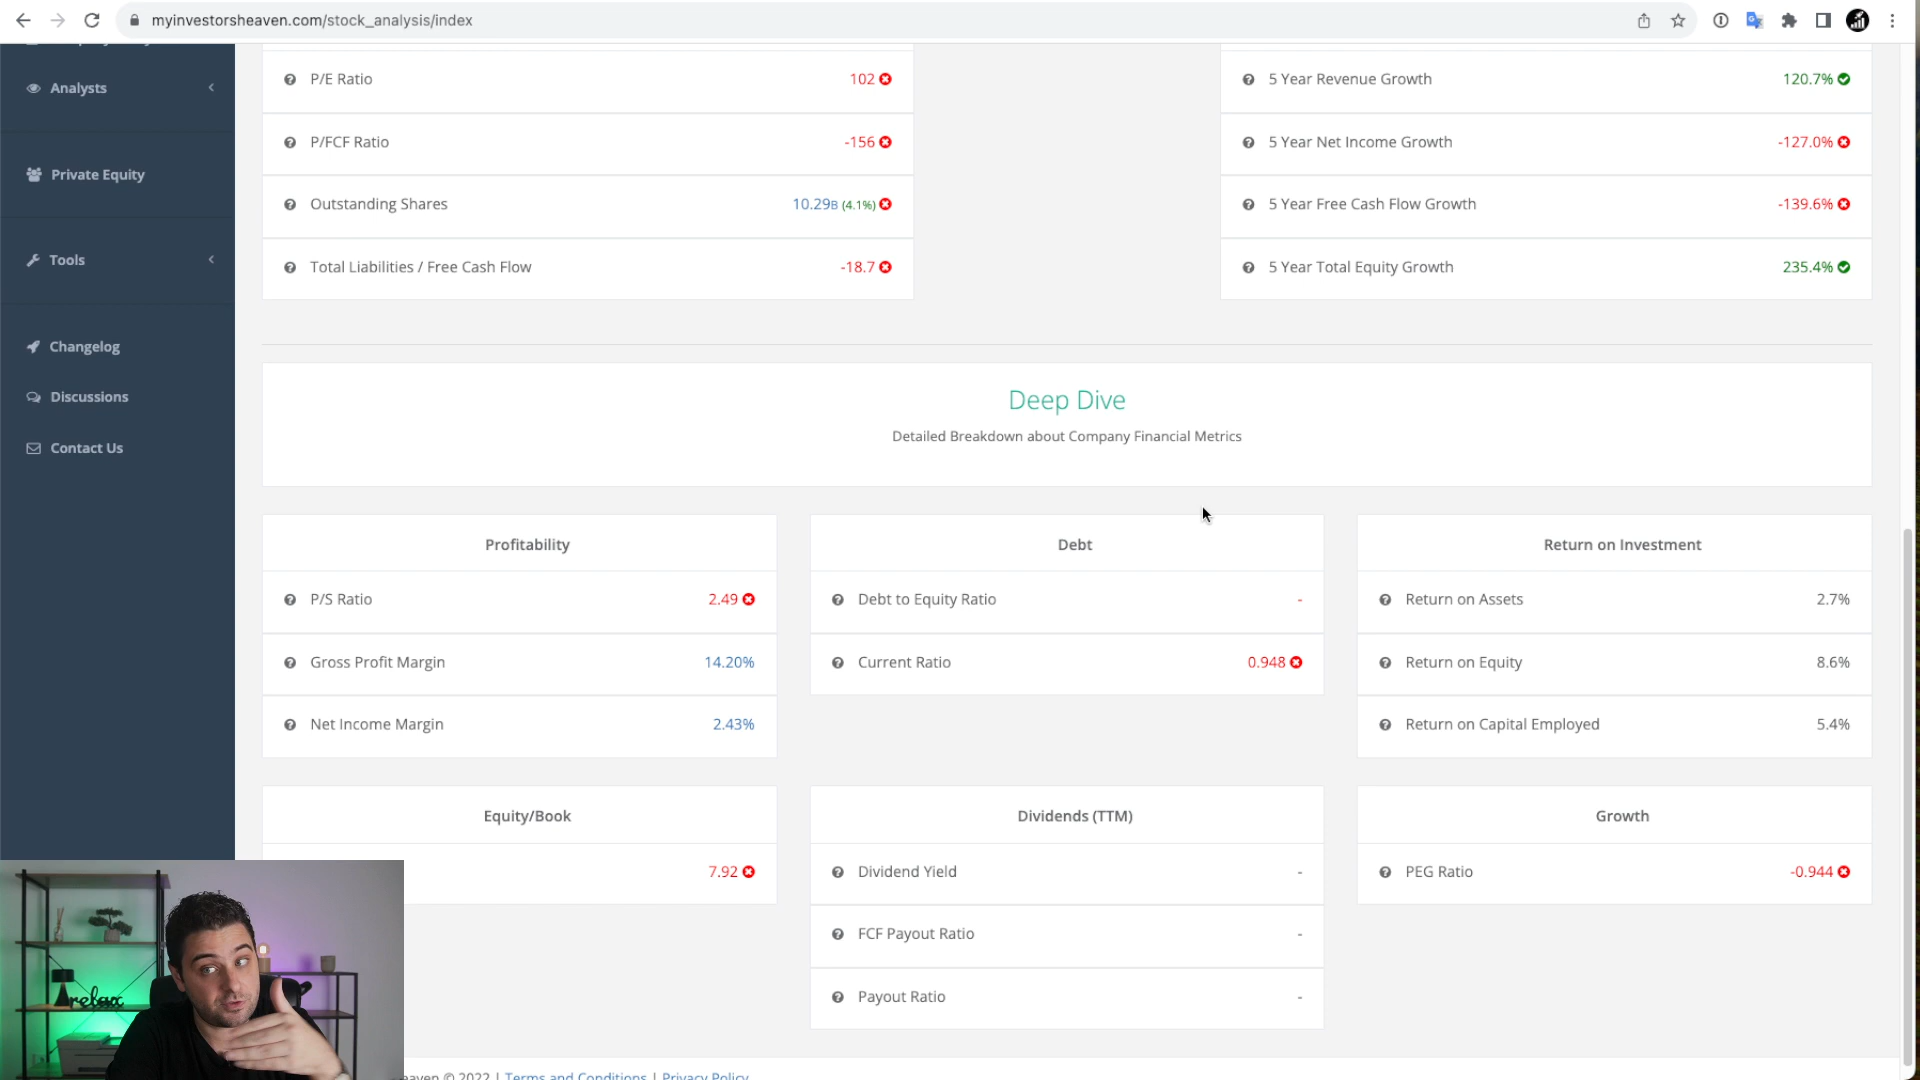 myinvestorsheaven.com/stock_analysis/index
Analysts
Private Equity
Tools
Changelog
Discussions
Contact Us
P/E Ratio 102
P/FCF Ratio -156
Outstanding Shares 10.29B (4.1%)
Total Liabilities / Free Cash Flow -18.7
5 Year Revenue Growth 120.7%
5 Year Net Income Growth -127.0%
5 Year Free Cash Flow Growth -139.6%
5 Year Total Equity Growth 235.4%
Deep Dive
Detailed Breakdown about Company Financial Metrics
Profitability
P/S Ratio 2.49
Gross Profit Margin 14.20%
Net Income Margin 2.43%
Debt
Debt to Equity Ratio -
Current Ratio 0.948
Return on Investment
Return on Assets 2.7%
Return on Equity 8.6%
Return on Capital Employed 5.4%
Equity/Book
7.92
Dividends (TTM)
Dividend Yield -
FCF Payout Ratio -
Payout Ratio -
Growth
PEG Ratio -0.944
relax
© 2022 | Terms and Conditions | Privacy Policy